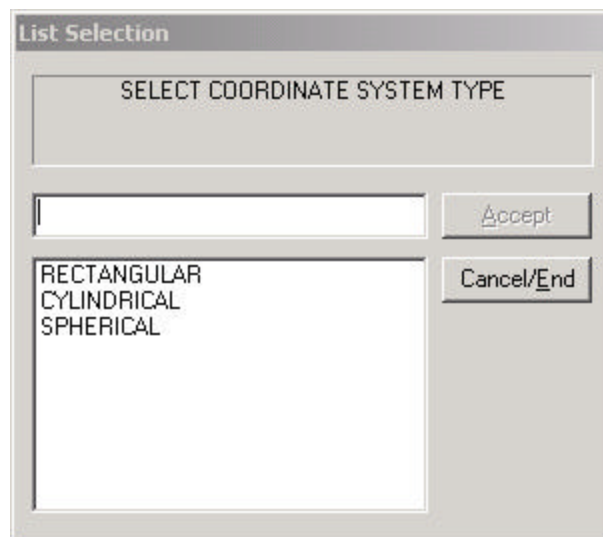 List Selection
SELECT COORDINATE SYSTEM TYPE
Accept
RECTANGULAR
CYLINDRICAL
SPHERICAL
Cancel/End